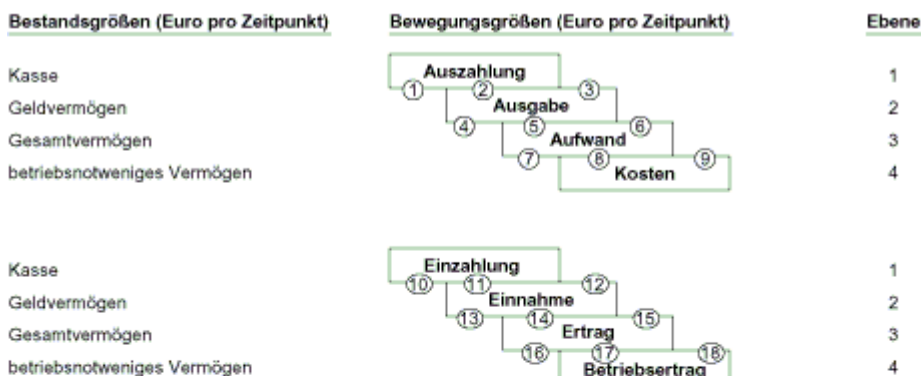 Bestandsgrößen (Euro pro Zeitpunkt) Bewegungsgrößen (Euro pro Zeitpunkt) Ebene
Kasse Auszahlung 1
1 2 3
Geldvermögen Ausgabe 2
4 5 6
Gesamtvermögen Aufwand 3
7 8 9
betriebsnotweniges Vermögen Kosten 4
Kasse Einzahlung 1
10 11 12
Geldvermögen Einnahme 2
13 14 15
Gesamtvermögen Ertrag 3
16 17 18
betriebsnotweniges Vermögen Betriebsertrag 4